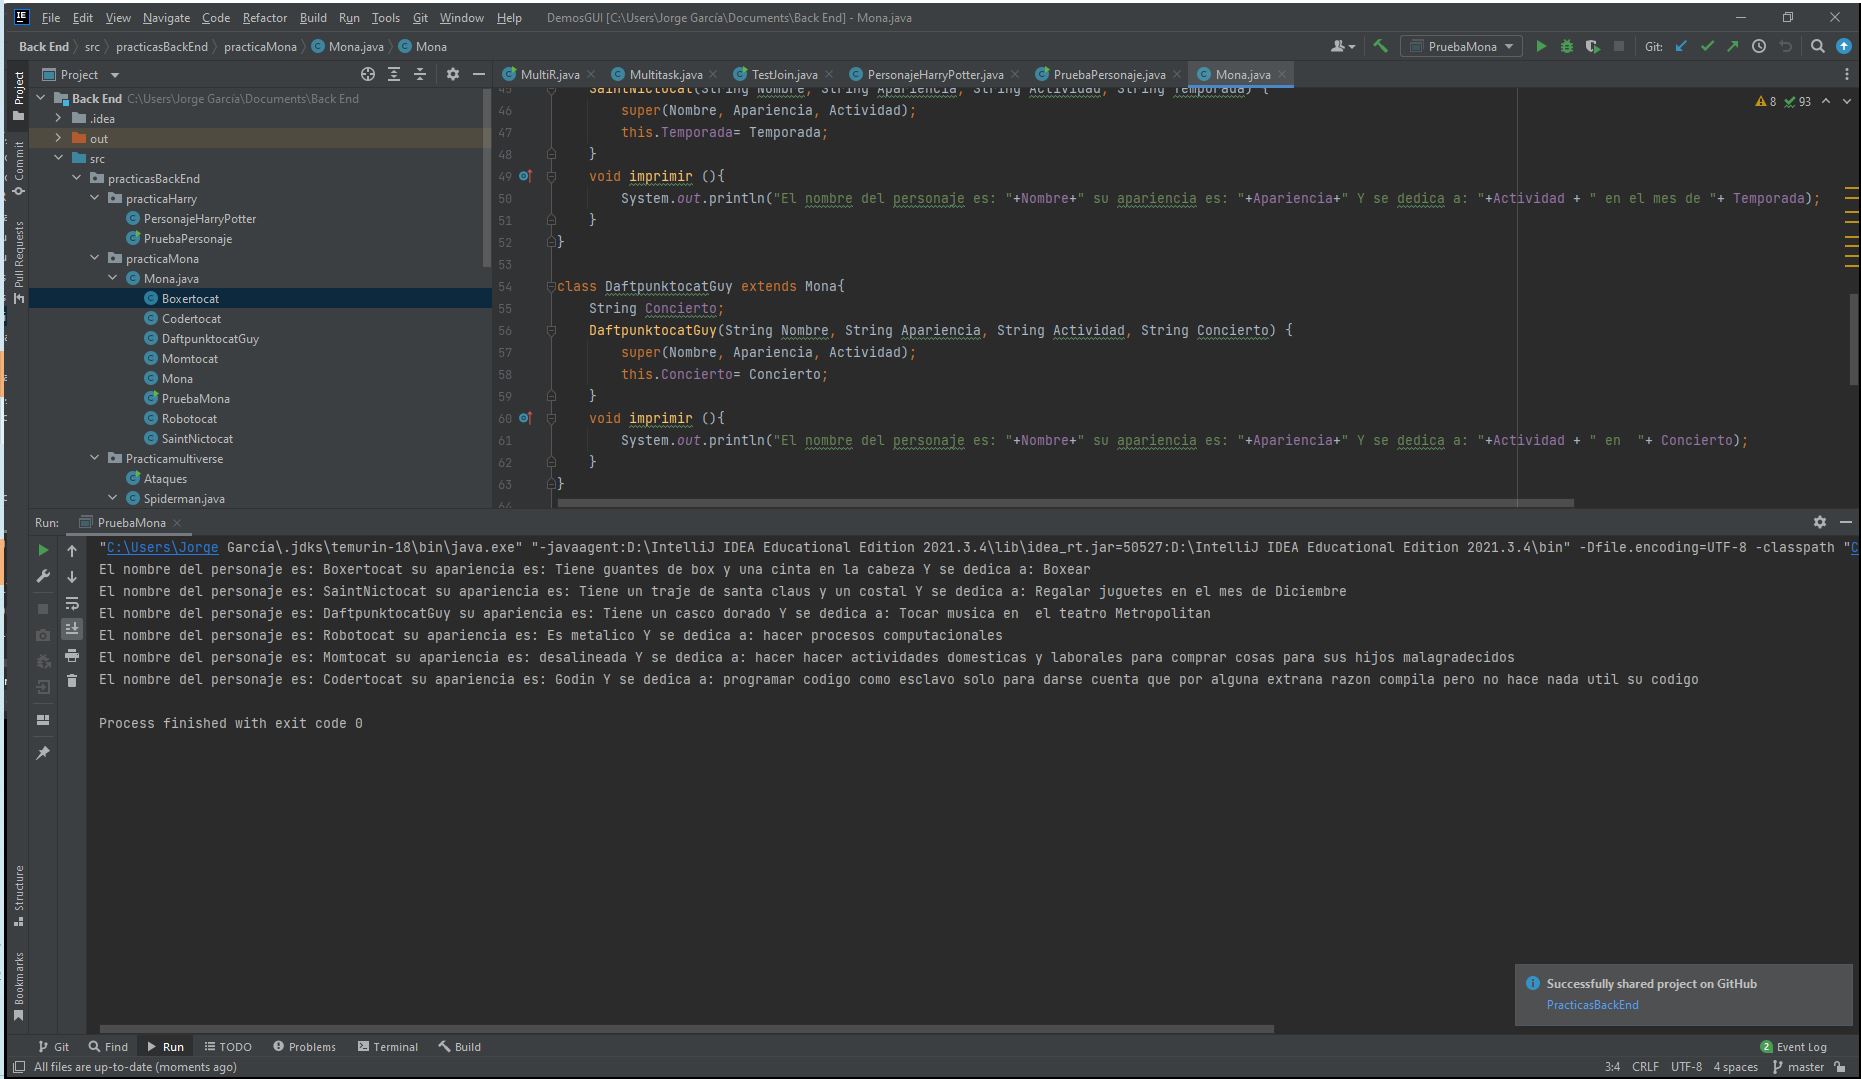 File Edit View Navigate Code Refactor Build Run Tools Git Window Help DemosGUI [C:\Users\Jorge García\Documents\Back End] - Mona.java
Back End src practicasBackEnd practicaMona Mona.java Mona PruebaMona Git:
Project
MultiR.java Multitask.java TestJoin.java PersonajeHarryPotter.java PruebaPersonaje.java Mona.java
Project
Commit
Pull Requests
Back End C:\Users\Jorge García\Documents\Back End
.idea
out
src
practicasBackEnd
practicaHarry
PersonajeHarryPotter
PruebaPersonaje
practicaMona
Mona.java
Boxertocat
Codertocat
DaftpunktocatGuy
Momtocat
Mona
PruebaMona
Robotocat
SaintNictocat
Practicamultiverse
Ataques
Spiderman.java
8 93
45 SaintNictocat(String Nombre, String Apariencia, String Actividad, String Temporada) {
46 super(Nombre, Apariencia, Actividad);
47 this.Temporada= Temporada;
48 }
49 void imprimir (){
50 System.out.println("El nombre del personaje es: "+Nombre+" su apariencia es: "+Apariencia+" Y se dedica a: "+Actividad + " en el mes de "+ Temporada);
51 }
52 }
53
54 class DaftpunktocatGuy extends Mona{
55 String Concierto;
56 DaftpunktocatGuy(String Nombre, String Apariencia, String Actividad, String Concierto) {
57 super(Nombre, Apariencia, Actividad);
58 this.Concierto= Concierto;
59 }
60 void imprimir (){
61 System.out.println("El nombre del personaje es: "+Nombre+" su apariencia es: "+Apariencia+" Y se dedica a: "+Actividad + " en  "+ Concierto);
62 }
63 }
64
Run: PruebaMona
"C:\Users\Jorge García\.jdks\temurin-18\bin\java.exe" "-javaagent:D:\IntelliJ IDEA Educational Edition 2021.3.4\lib\idea_rt.jar=50527:D:\IntelliJ IDEA Educational Edition 2021.3.4\bin" -Dfile.encoding=UTF-8 -classpath "C
El nombre del personaje es: Boxertocat su apariencia es: Tiene guantes de box y una cinta en la cabeza Y se dedica a: Boxear
El nombre del personaje es: SaintNictocat su apariencia es: Tiene un traje de santa claus y un costal Y se dedica a: Regalar juguetes en el mes de Diciembre
El nombre del personaje es: DaftpunktocatGuy su apariencia es: Tiene un casco dorado Y se dedica a: Tocar musica en  el teatro Metropolitan
El nombre del personaje es: Robotocat su apariencia es: Es metalico Y se dedica a: hacer procesos computacionales
El nombre del personaje es: Momtocat su apariencia es: desalineada Y se dedica a: hacer hacer actividades domesticas y laborales para comprar cosas para sus hijos malagradecidos
El nombre del personaje es: Codertocat su apariencia es: Godin Y se dedica a: programar codigo como esclavo solo para darse cuenta que por alguna extrana razon compila pero no hace nada util su codigo
Process finished with exit code 0
Structure
Bookmarks
Successfully shared project on GitHub
PracticasBackEnd
Git Find Run TODO Problems Terminal Build 2 Event Log
All files are up-to-date (moments ago) 3:4 CRLF UTF-8 4 spaces master